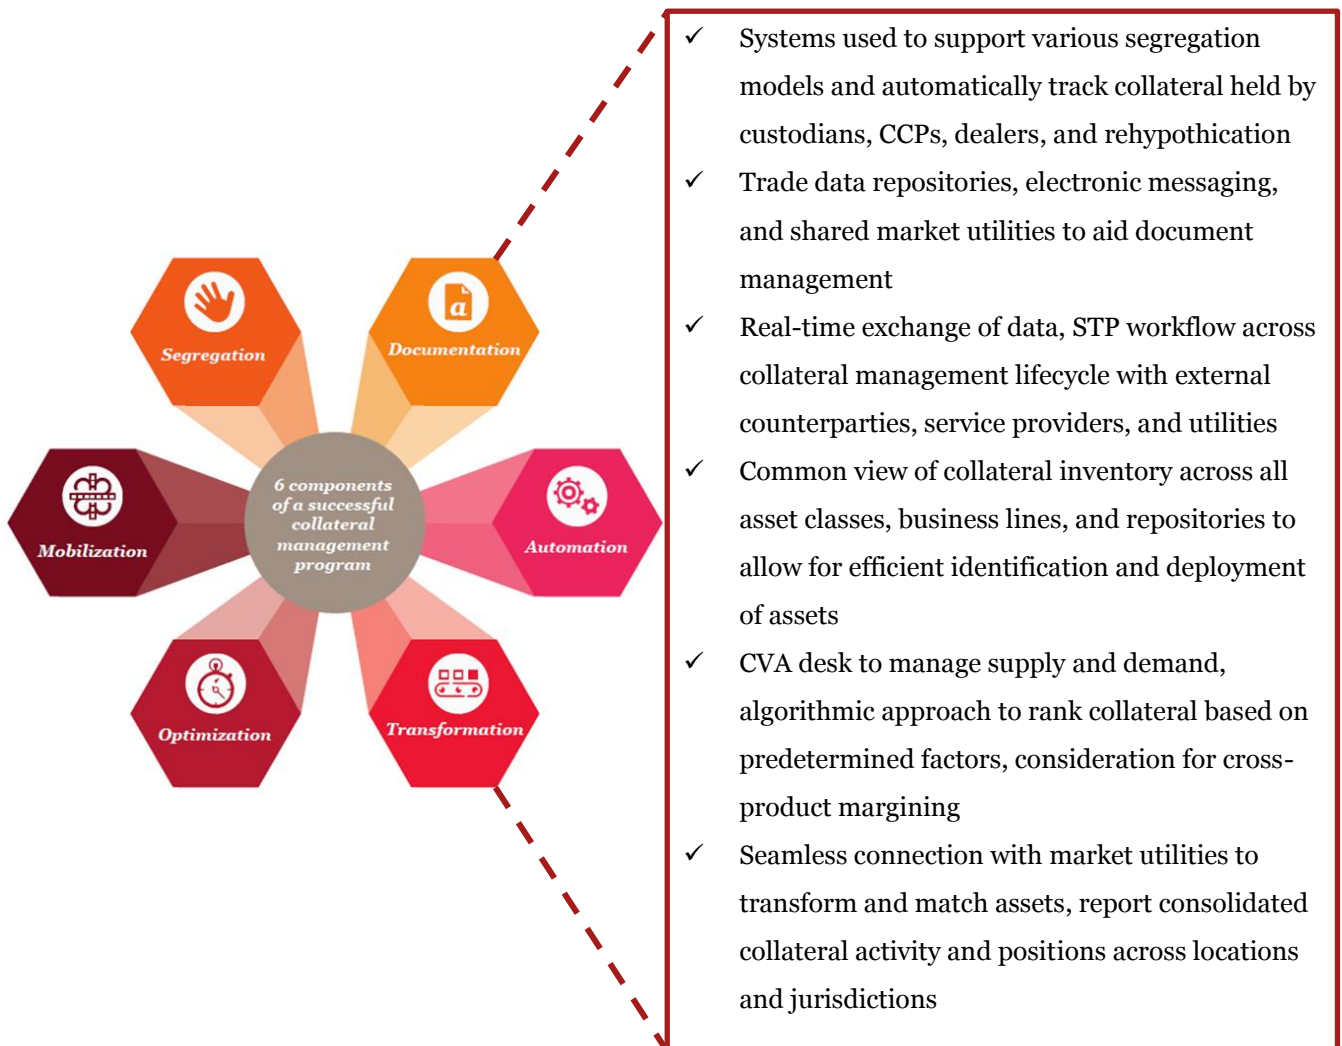 Segregation
Documentation
Mobilization
6 components
of a successful
collateral
management
program
Automation
Optimization
Transformation
a
✓ Systems used to support various segregation
models and automatically track collateral held by
custodians, CCPs, dealers, and rehypothication
✓ Trade data repositories, electronic messaging,
and shared market utilities to aid document
management
✓ Real-time exchange of data, STP workflow across
collateral management lifecycle with external
counterparties, service providers, and utilities
✓ Common view of collateral inventory across all
asset classes, business lines, and repositories to
allow for efficient identification and deployment
of assets
✓ CVA desk to manage supply and demand,
algorithmic approach to rank collateral based on
predetermined factors, consideration for cross-
product margining
✓ Seamless connection with market utilities to
transform and match assets, report consolidated
collateral activity and positions across locations
and jurisdictions